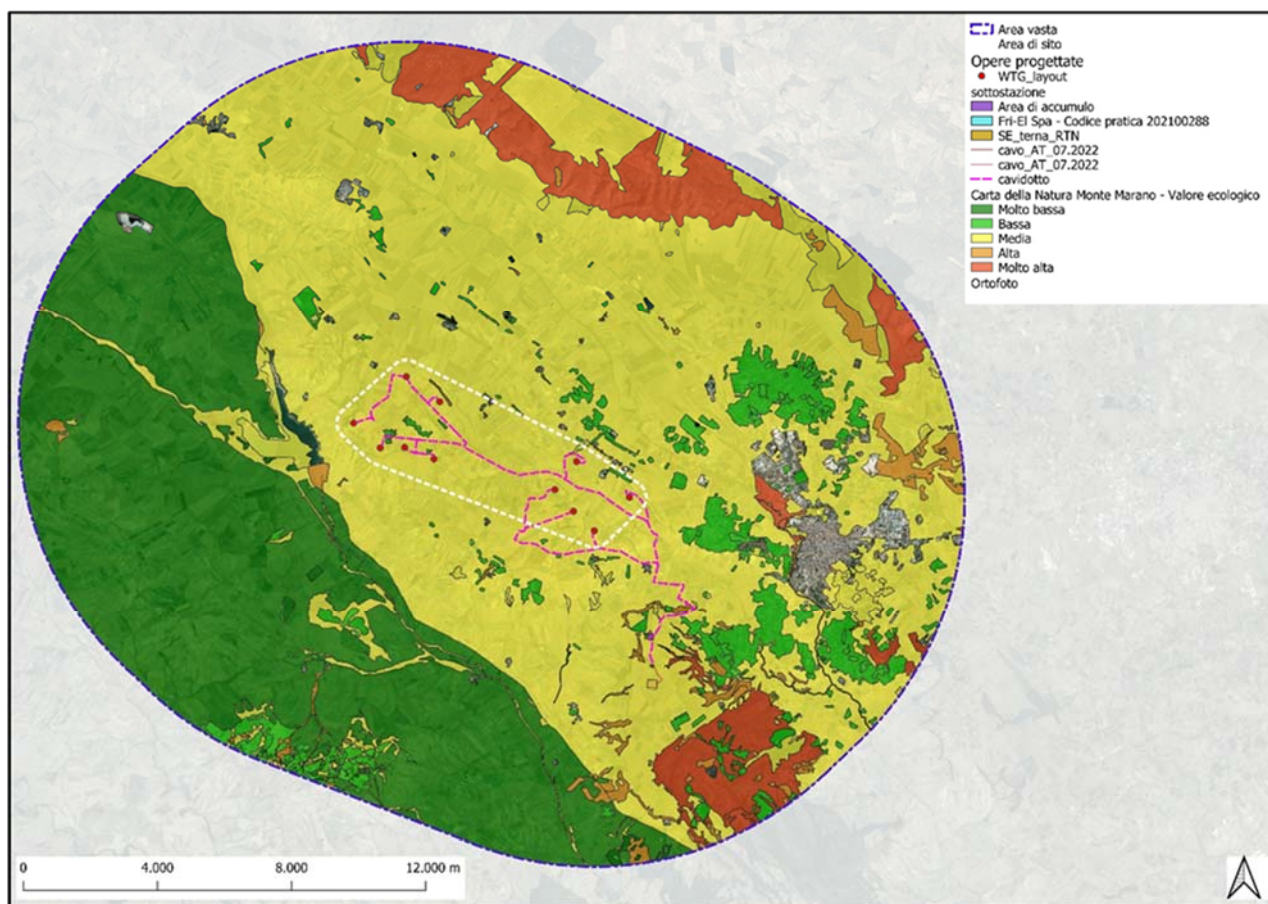 Area vasta
Area di sito
Opere progettate
WTG_layout
sottostazione
Area di accumulo
Fri-El Spa - Codice pratica 202100288
SE_terna_RTN
cavo_AT_07.2022
cavo_AT_07.2022
cavidotto
Carta della Natura Monte Marano - Valore ecologico
Molto bassa
Bassa
Media
Alta
Molto alta
Ortofoto
0 4.000 8.000 12.000 m